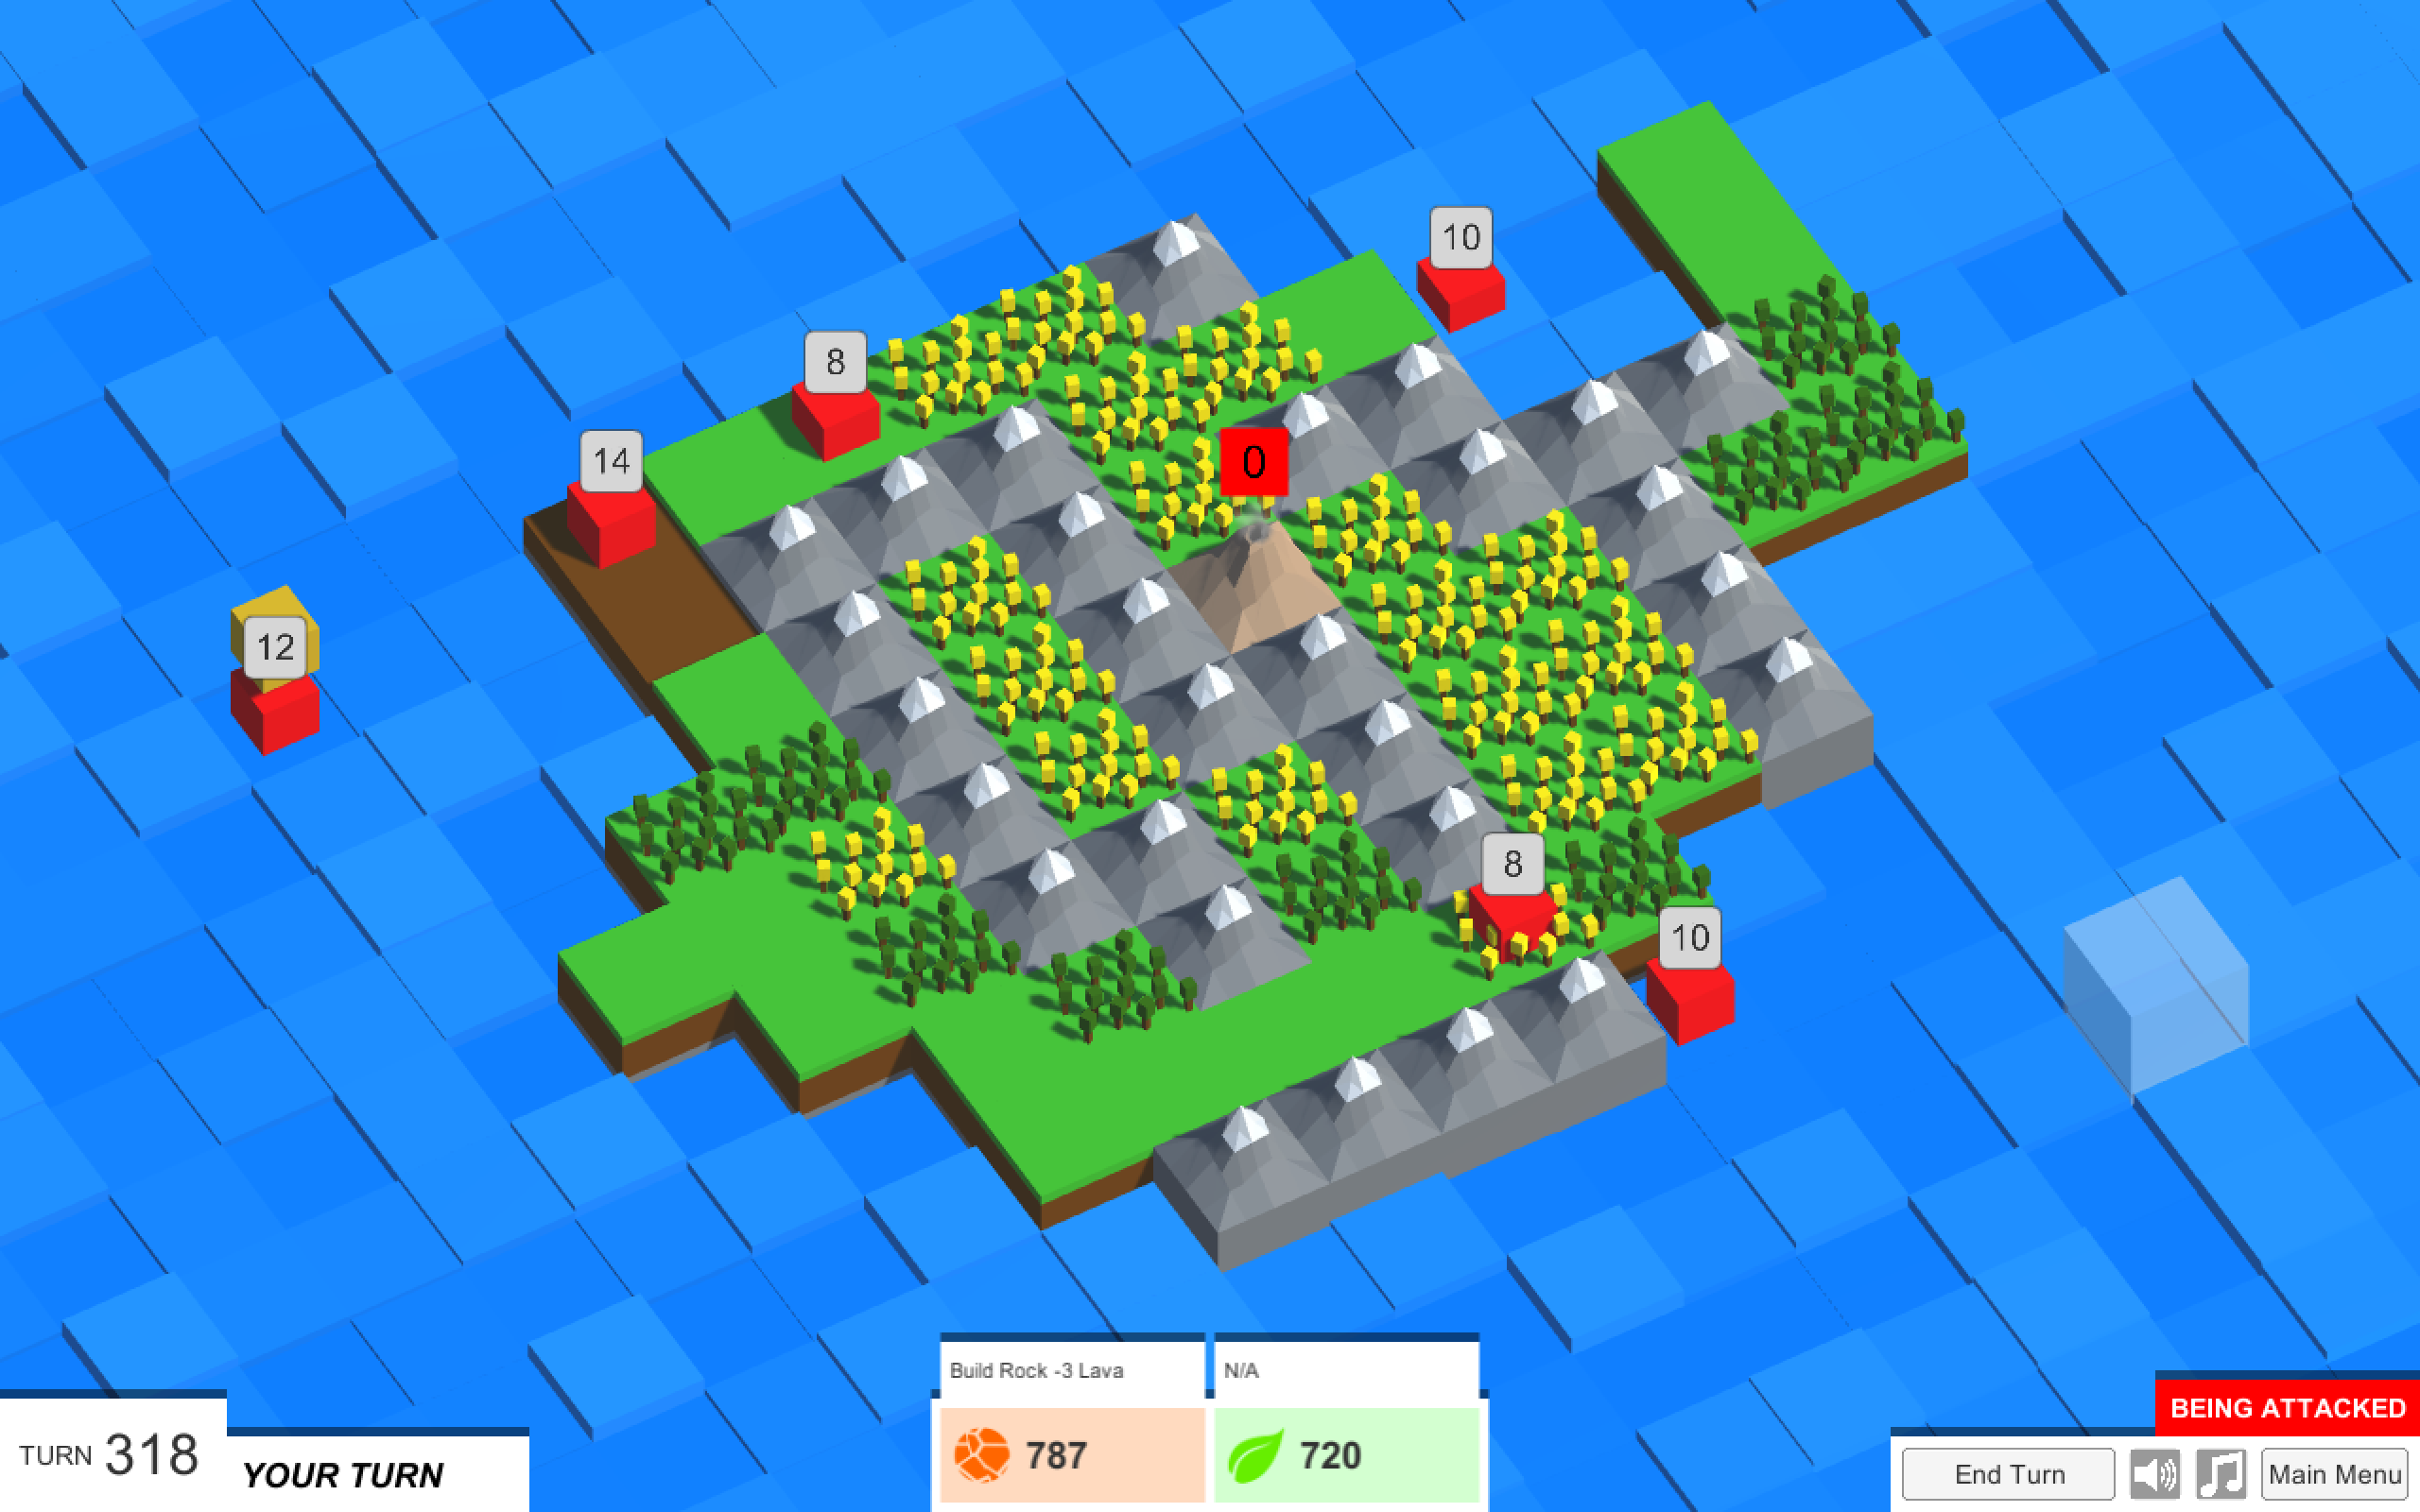 10
8
14
0
12
8
10
Build Rock -3 Lava
N/A
787
720
TURN 318
YOUR TURN
BEING ATTACKED
End Turn
Main Menu